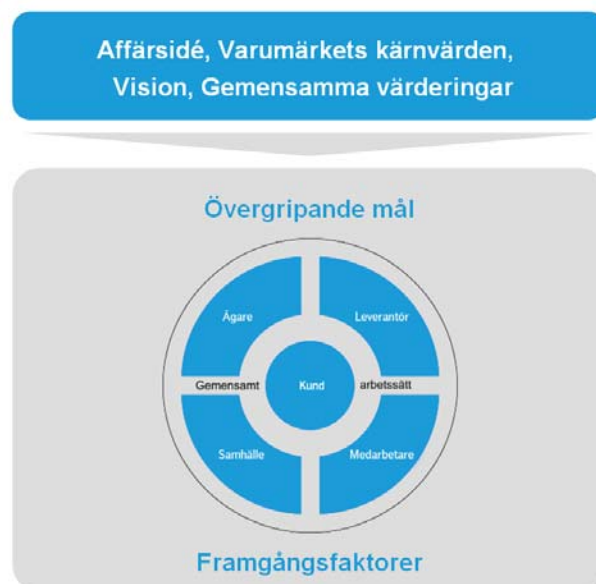 Affärsidé, Varumärkets kärnvärden,
Vision, Gemensamma värderingar
Övergripande mål
Ägare
Leverantör
Gemensamt
Kund
arbetssätt
Samhälle
Medarbetare
Framgångsfaktorer